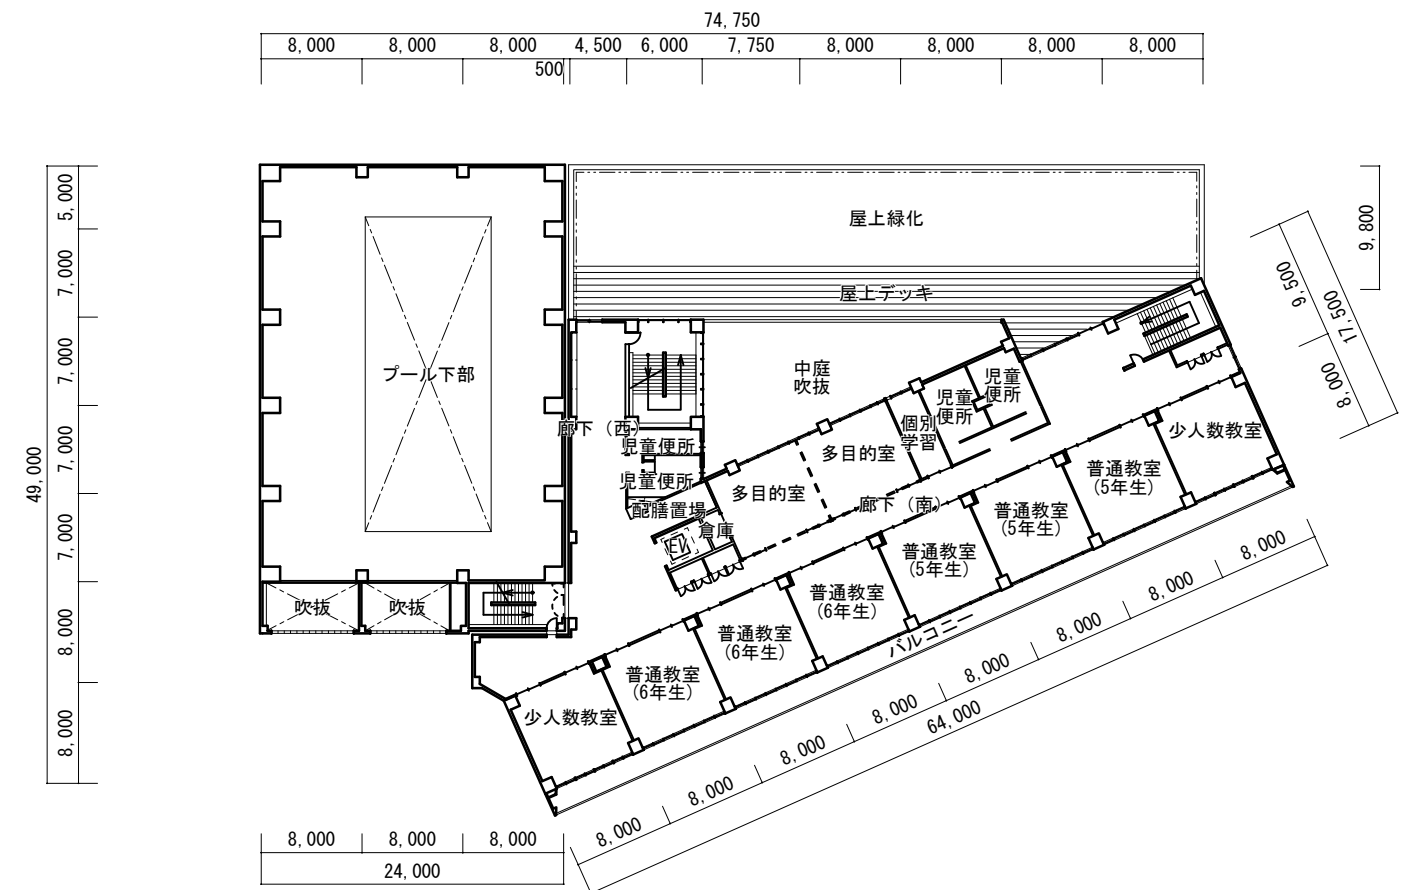 74,750
8,000 8,000 8,000 4,500 6,000 7,750 8,000 8,000 8,000 8,000
500
49,000
5,000
7,000
7,000
7,000
7,000
8,000
8,000
9,800
9,500
17,500
8,000
屋上緑化
屋上デッキ
プール下部
中庭
吹抜
児童
便所
児童
便所
個別
学習
廊下（西）
児童便所
児童便所
多目的室
多目的室
配膳置場
倉庫
EV
廊下（南）
少人数教室
普通教室
(5年生)
普通教室
(5年生)
普通教室
(5年生)
普通教室
(6年生)
普通教室
(6年生)
普通教室
(6年生)
少人数教室
吹抜
吹抜
バルコニー
8,000
8,000
8,000
8,000
8,000
8,000
8,000
8,000
64,000
8,000 8,000 8,000
24,000